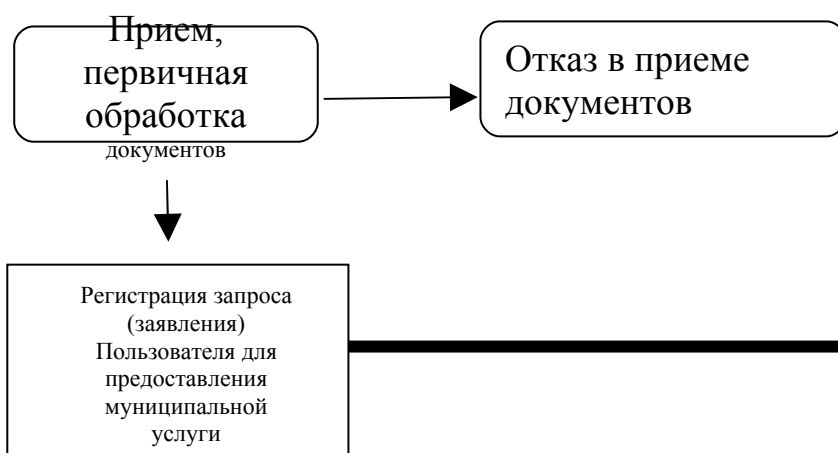 Прием,
первичная
обработка
документов
Отказ в приеме
документов
Регистрация запроса
(заявления)
Пользователя для
предоставления
муниципальной
услуги